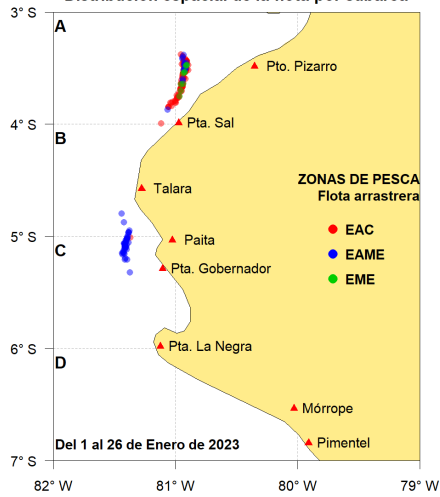 Distribución espacial de la flota por subárea
3° S
A
Pto. Pizarro
4° S
Pta. Sal
B
ZONAS DE PESCA
Flota arrastrera
Talara
EAC
5° S
Paita
C
EAME
Pta. Gobernador
EME
6° S
Pta. La Negra
D
Mórrope
Del 1 al 26 de Enero de 2023
Pimentel
7° S
82° W
81° W
80° W
79° W